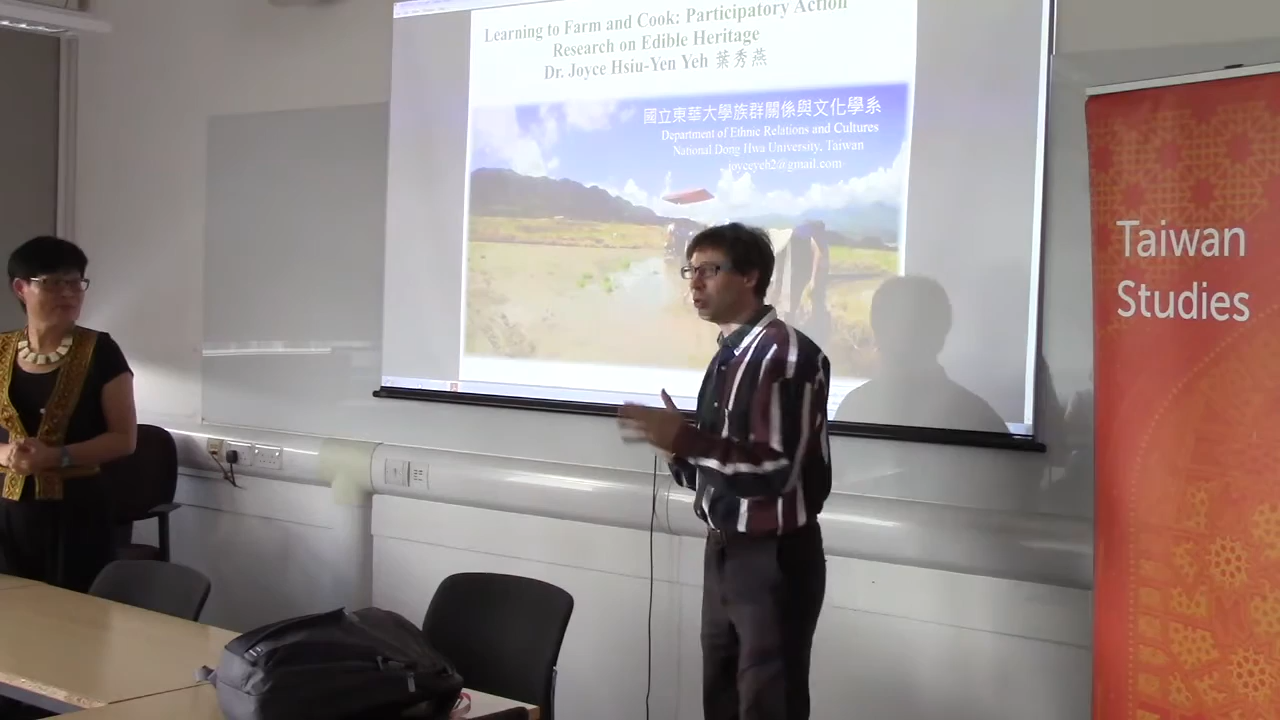 Learning to Farm and Cook: Participatory Action
Research on Edible Heritage
Dr. Joyce Hsiu-Yen Yeh 葉秀燕
國立東華大學族群關係與文化學系
Department of Ethnic Relations and Cultures
National Dong Hwa University, Taiwan
joyceyeh2@gmail.com
Taiwan
Studies